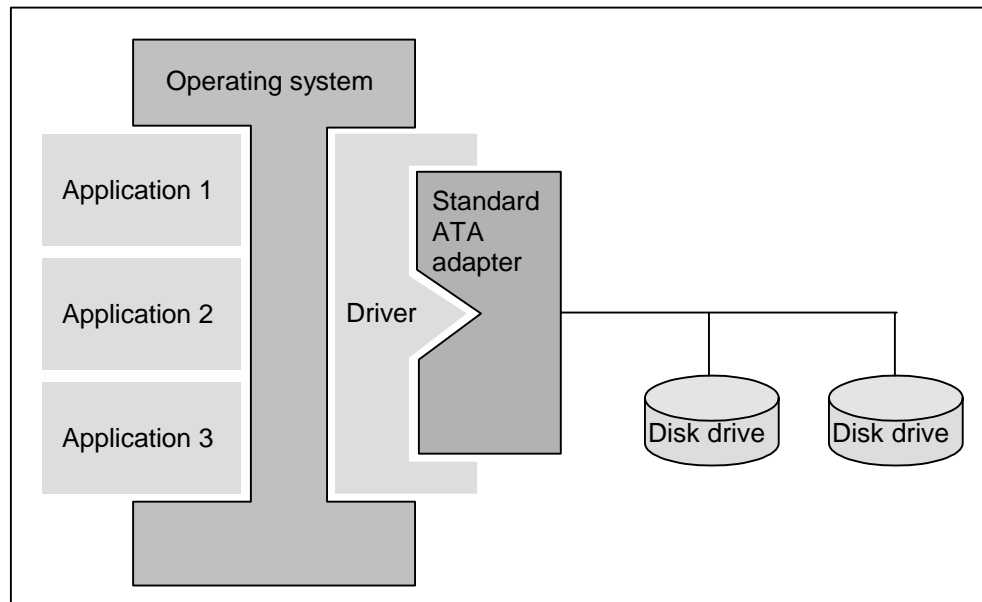 Operating system
Application 1
Application 2
Application 3
Driver
Standard
ATA
adapter
Disk drive
Disk drive